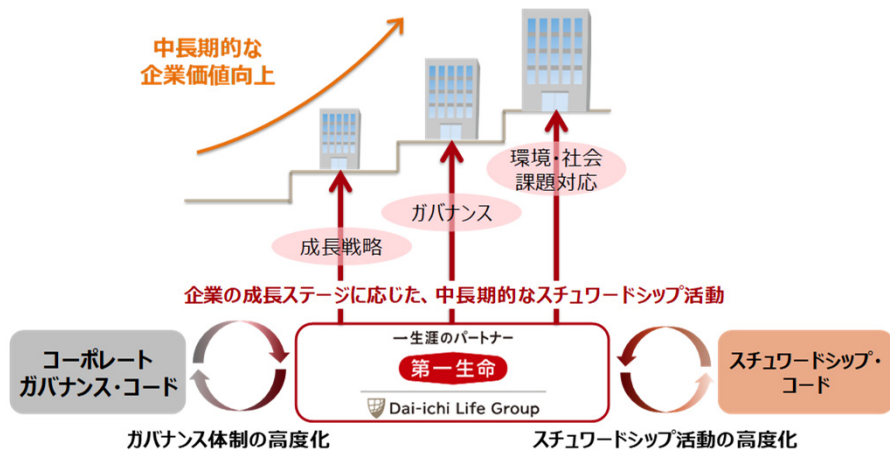 中長期的な
企業価値向上
環境・社会
課題対応
ガバナンス
成長戦略
企業の成長ステージに応じた、中長期的なスチュワードシップ活動
コーポレート
ガバナンス・コード
一生涯のパートナー
第一生命
Dai-ichi Life Group
スチュワードシップ・
コード
ガバナンス体制の高度化
スチュワードシップ活動の高度化